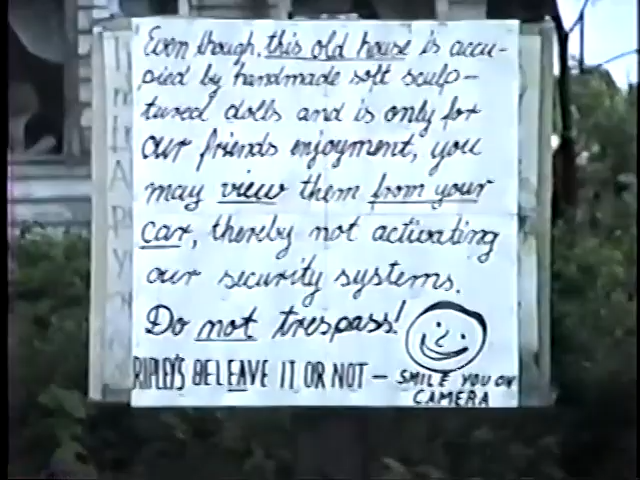 Even though, this old house is accu-
pied by handmade soft sculp-
tured dolls and is only for
our friends enjoyment, you
may view them from your
car, thereby not activating
our security systems.
Do not trespass!
RIPLEY'S BELEAVE IT OR NOT — SMILE YOU ON
CAMERA